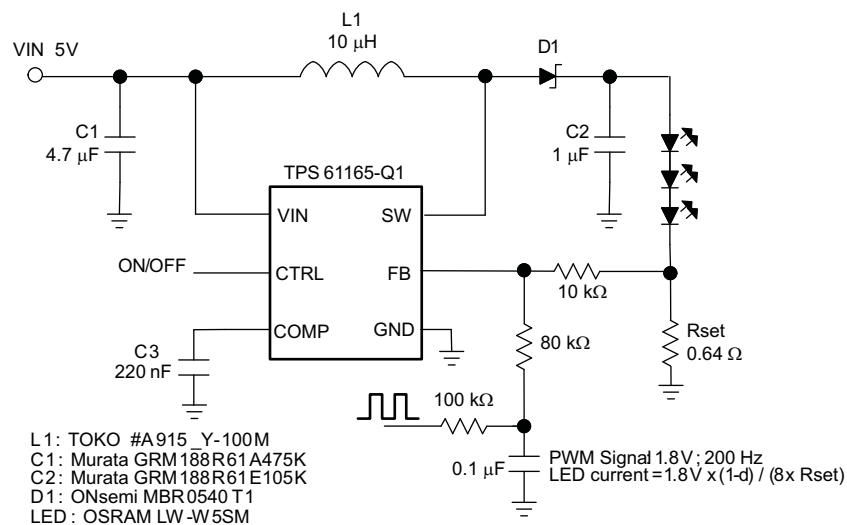 L1
10 μH
VIN 5V
D1
C1
4.7 μF
C2
1 μF
TPS 61165-Q1
VIN
SW
ON/OFF
CTRL
FB
10 kΩ
COMP
GND
Rset
0.64 Ω
C3
220 nF
80 kΩ
100 kΩ
0.1 μF
PWM Signal 1.8V; 200 Hz
LED current = 1.8V x (1-d) / (8x Rset)
L1: TOKO #A915_Y-100M
C1: Murata GRM188R61A475K
C2: Murata GRM188R61E105K
D1: ONsemi MBR0540T1
LED: OSRAM LW-W5SM